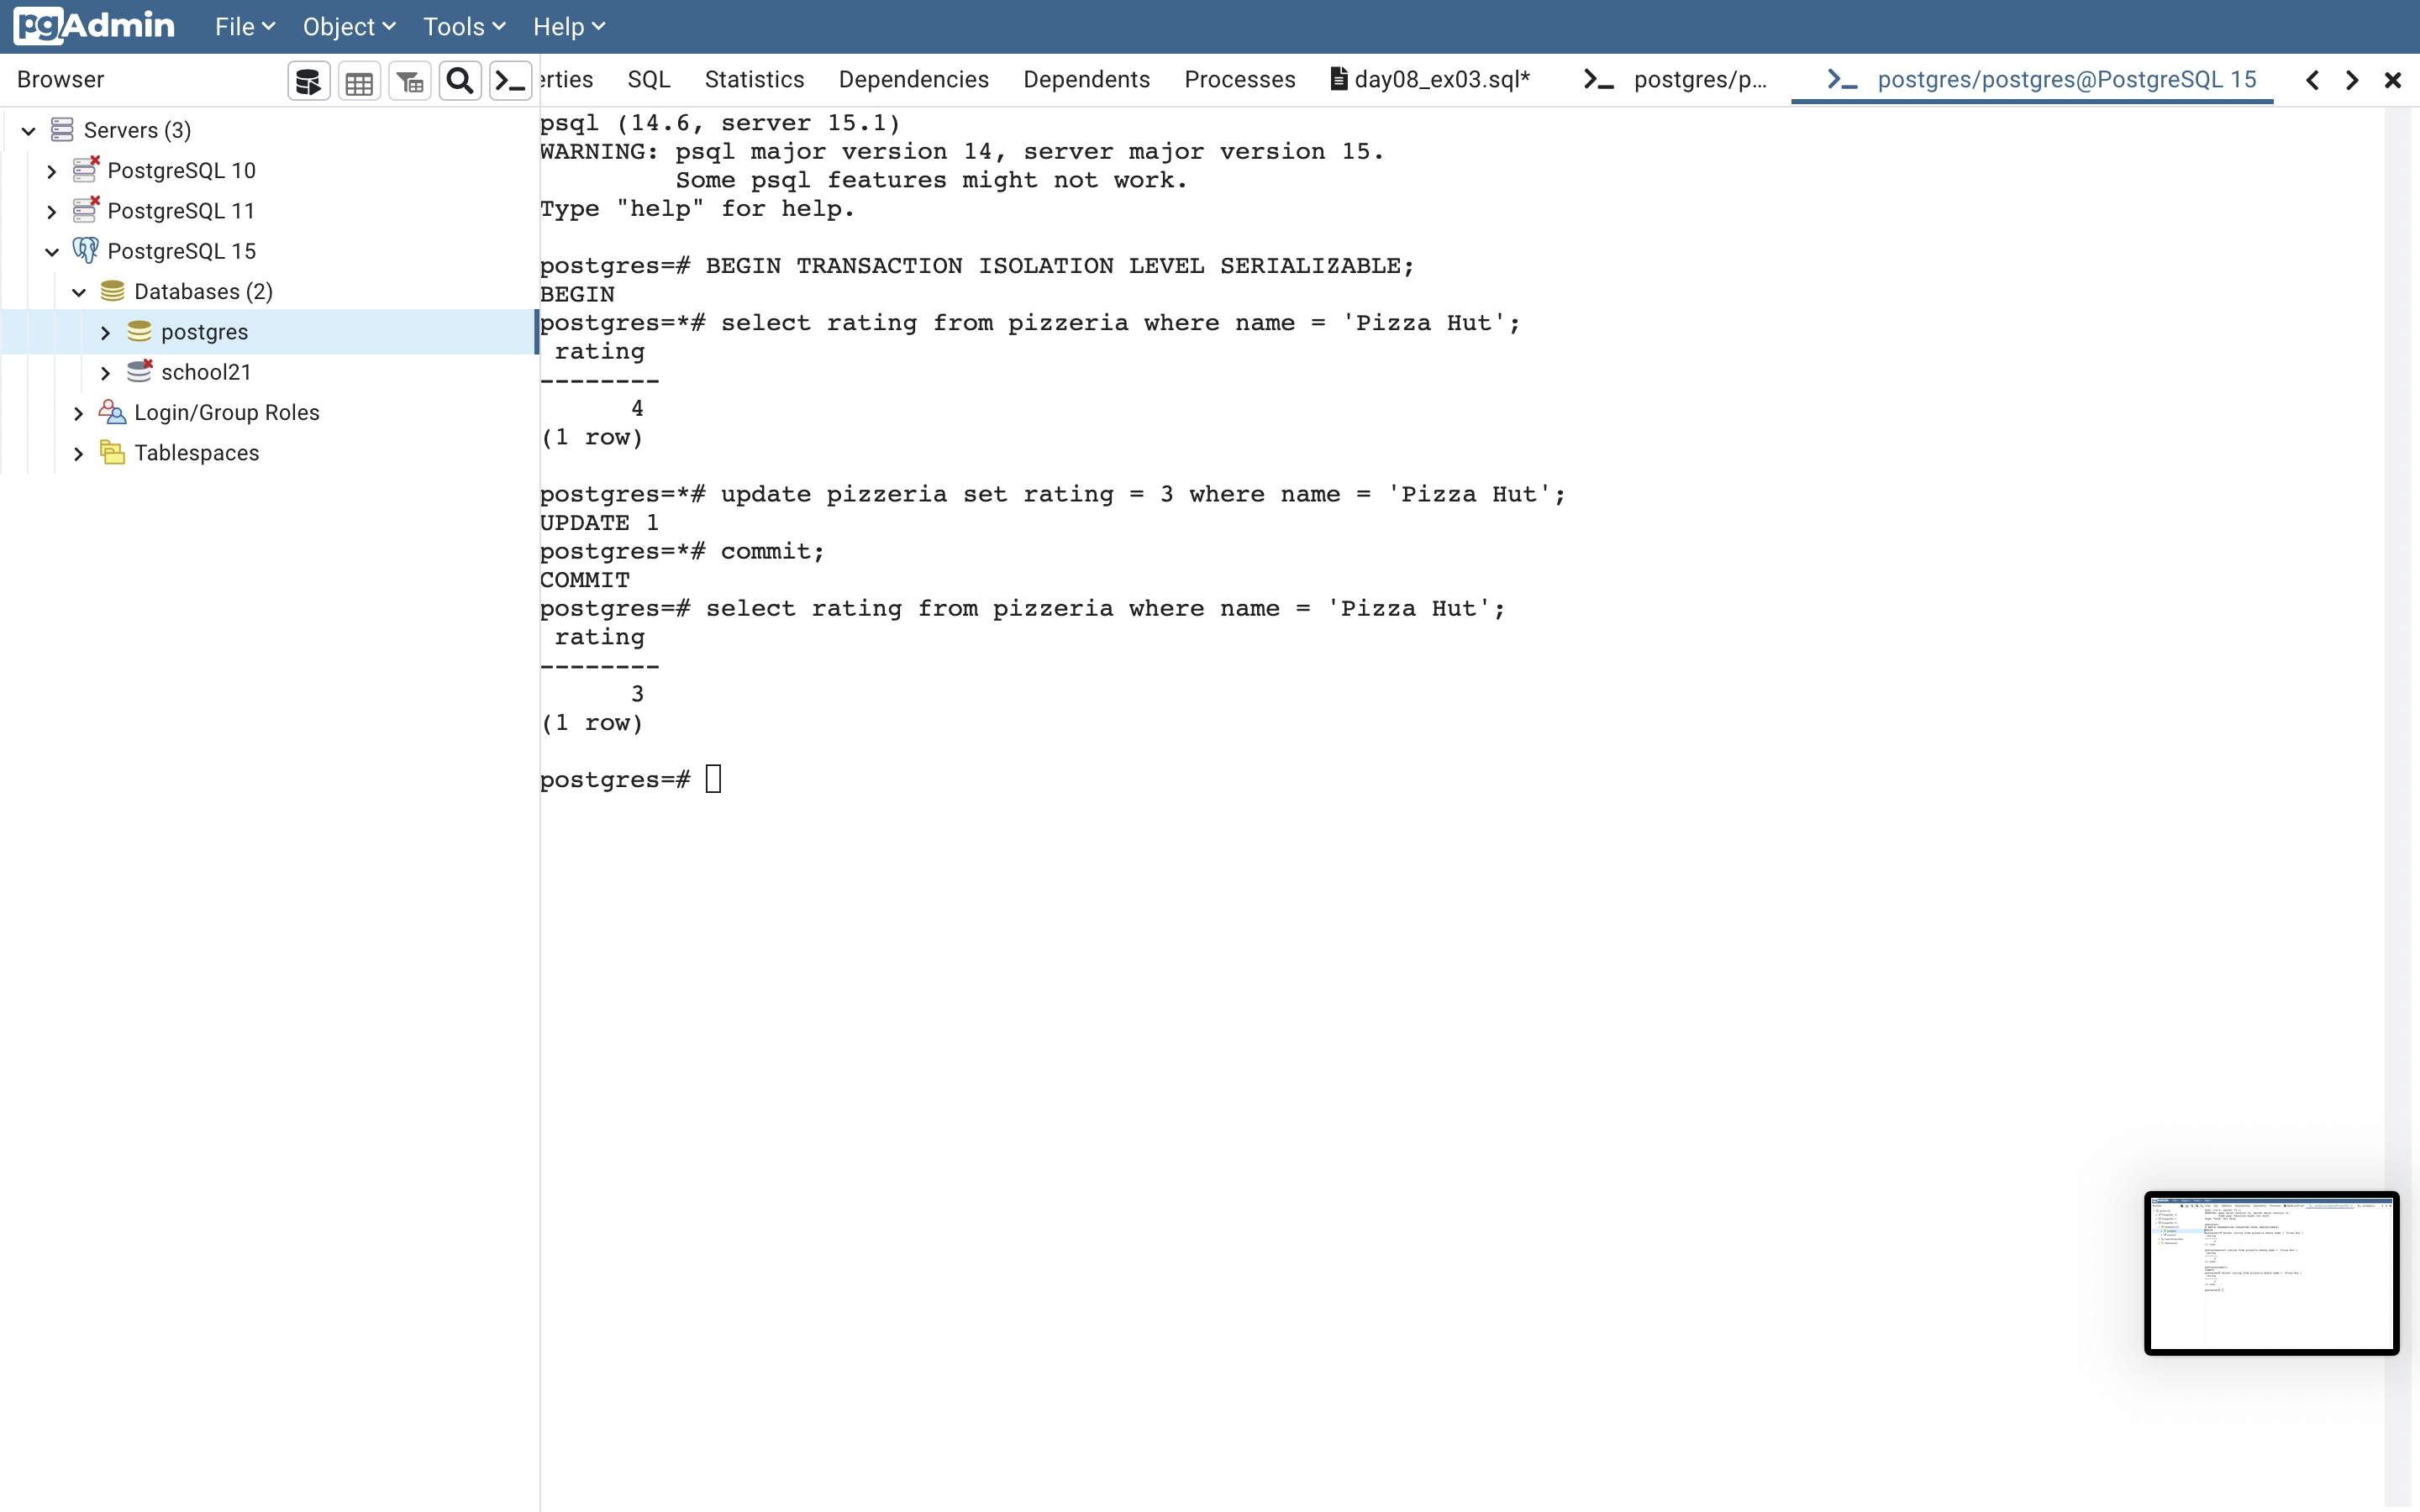 pgAdmin File Object Tools Help
Browser
erties SQL Statistics Dependencies Dependents Processes day08_ex03.sql* postgres/p... postgres/postgres@PostgreSQL 15
Servers (3)
PostgreSQL 10
PostgreSQL 11
PostgreSQL 15
Databases (2)
postgres
school21
Login/Group Roles
Tablespaces
psql (14.6, server 15.1)
WARNING: psql major version 14, server major version 15.
Some psql features might not work.
Type "help" for help.
postgres=# BEGIN TRANSACTION ISOLATION LEVEL SERIALIZABLE;
BEGIN
postgres=*# select rating from pizzeria where name = 'Pizza Hut';
rating
--------
4
(1 row)
postgres=*# update pizzeria set rating = 3 where name = 'Pizza Hut';
UPDATE 1
postgres=*# commit;
COMMIT
postgres=# select rating from pizzeria where name = 'Pizza Hut';
rating
--------
3
(1 row)
postgres=#